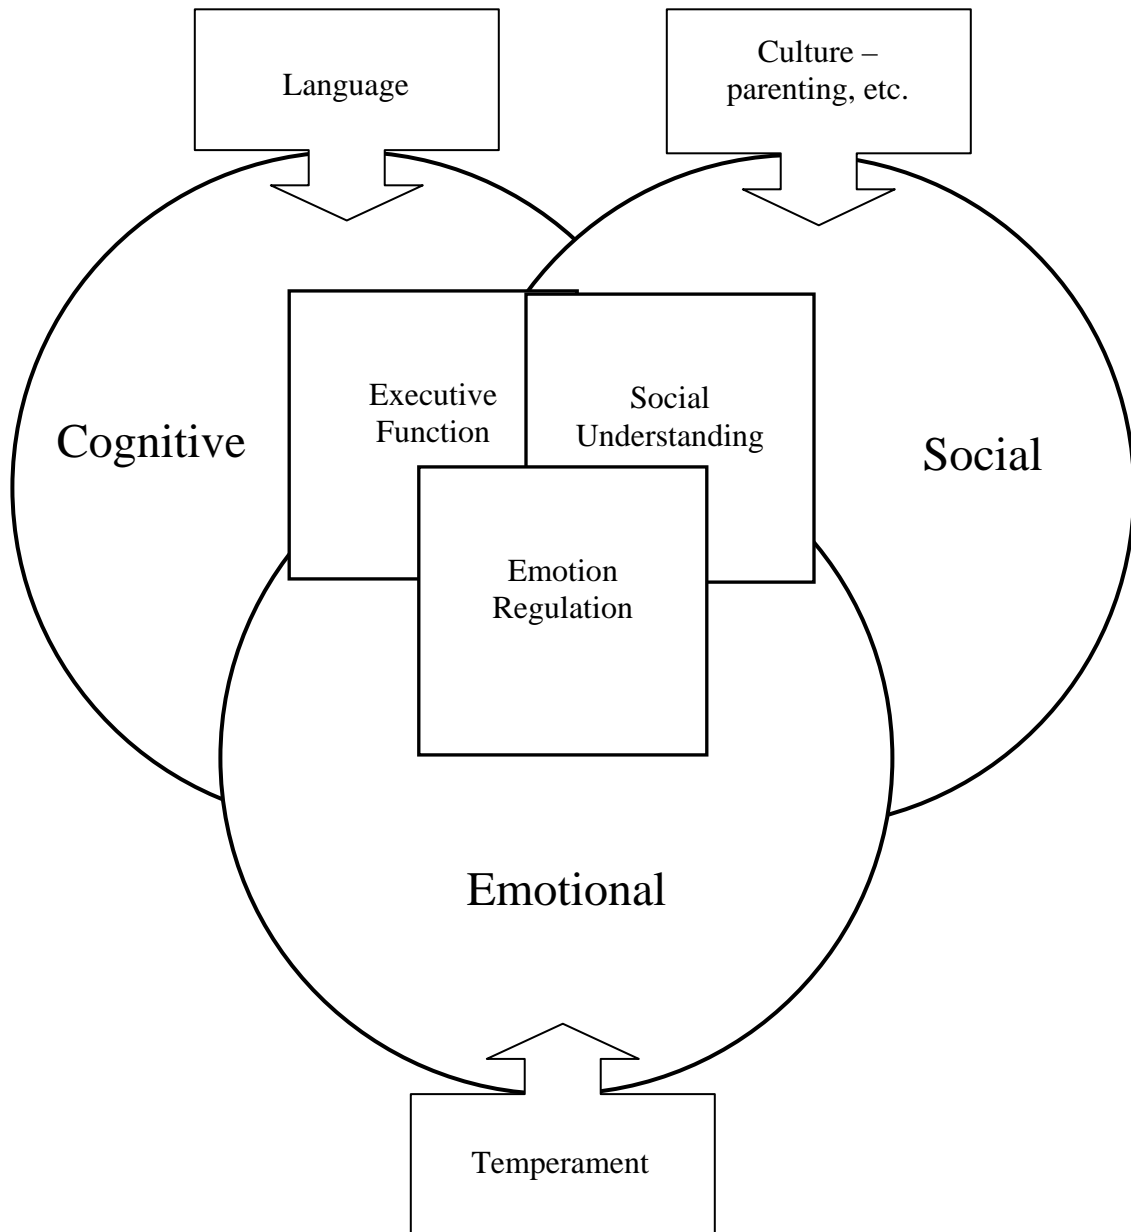 Language
Culture –
parenting, etc.
Executive
Function
Social
Understanding
Cognitive
Social
Emotion
Regulation
Emotional
Temperament